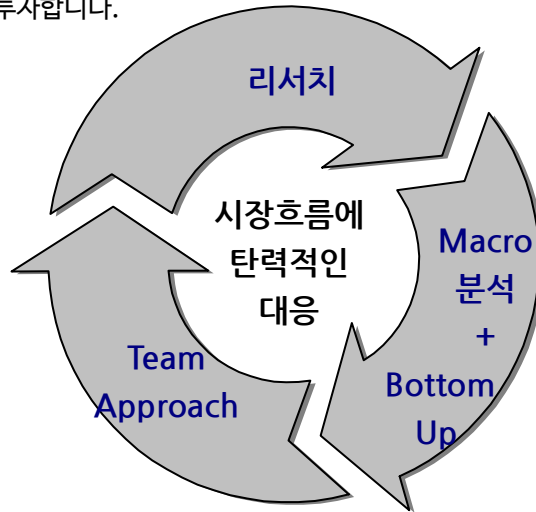 투자합니다.
리서치
시장흐름에
탄력적인
대응
Macro
분석
+
Bottom
Up
Team
Approach